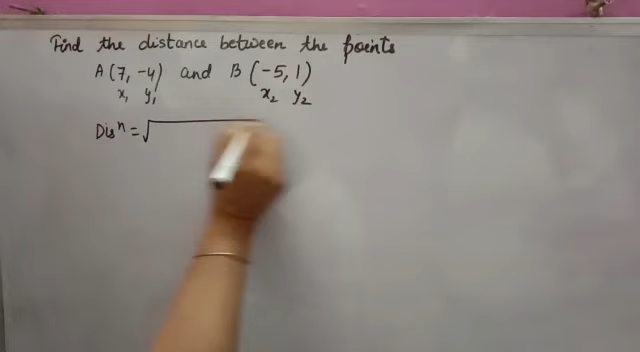 Find the distance between the points
A (7, -4) and B (-5, 1)
x₁ y₁ x₂ y₂
Disⁿ = √